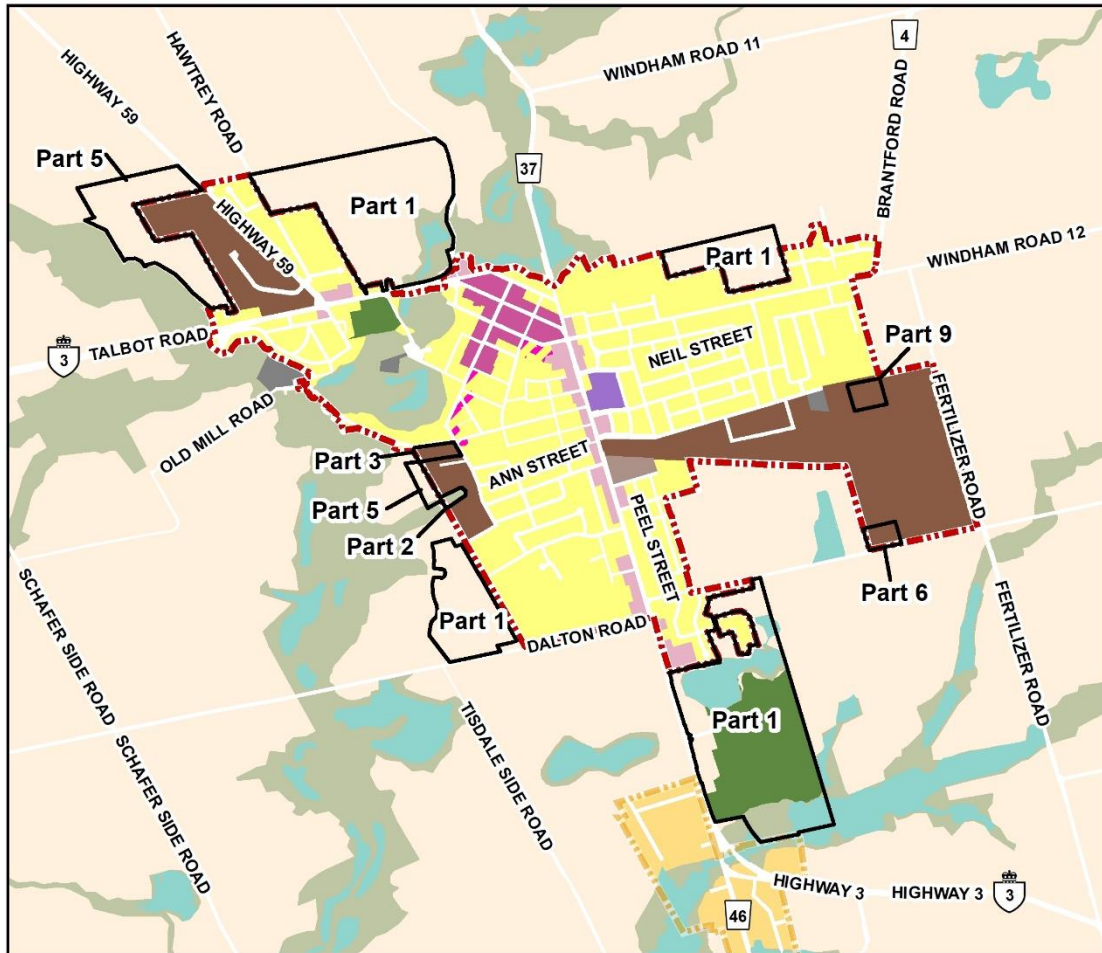 HIGHWAY 59
HAWTREY ROAD
WINDHAM ROAD 11
4
BRANTFORD ROAD
Part 5
37
Part 1
HIGHWAY 59
Part 1
WINDHAM ROAD 12
3
TALBOT ROAD
NEIL STREET
Part 9
FERTILIZER ROAD
OLD MILL ROAD
Part 3
ANN STREET
Part 5
PEEL STREET
Part 2
Part 6
SCHAFER SIDE ROAD
Part 1
DALTON ROAD
FERTILIZER ROAD
TISDALE SIDE ROAD
Part 1
SCHAFER SIDE ROAD
HIGHWAY 3
HIGHWAY 3
3
46